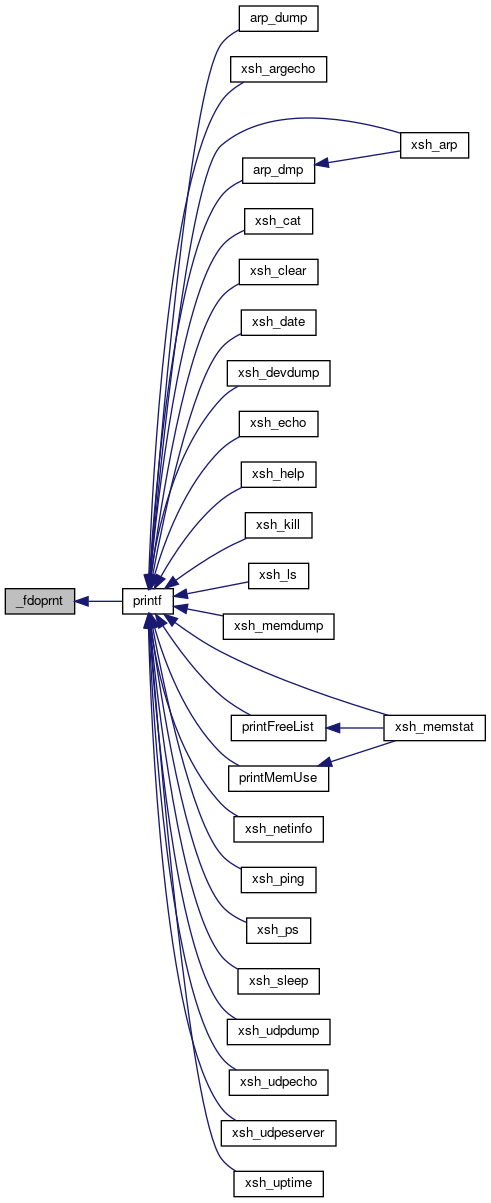 arp_dump
xsh_argecho
xsh_arp
arp_dmp
xsh_cat
xsh_clear
xsh_date
xsh_devdump
xsh_echo
xsh_help
xsh_kill
xsh_ls
_fdoprnt
printf
xsh_memdump
printFreeList
xsh_memstat
printMemUse
xsh_netinfo
xsh_ping
xsh_ps
xsh_sleep
xsh_udpdump
xsh_udpecho
xsh_udpeserver
xsh_uptime